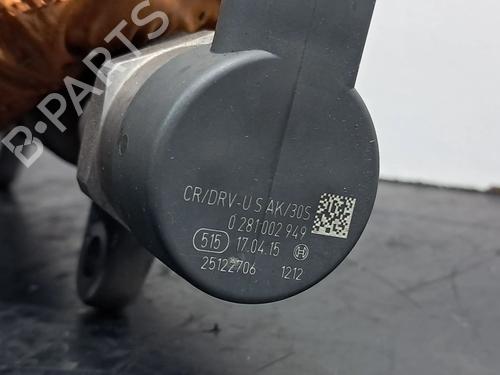 B-PARTS
CR/DRV-U S AK/30S
0 281 002 949
515 17.04.15
25122706 1212